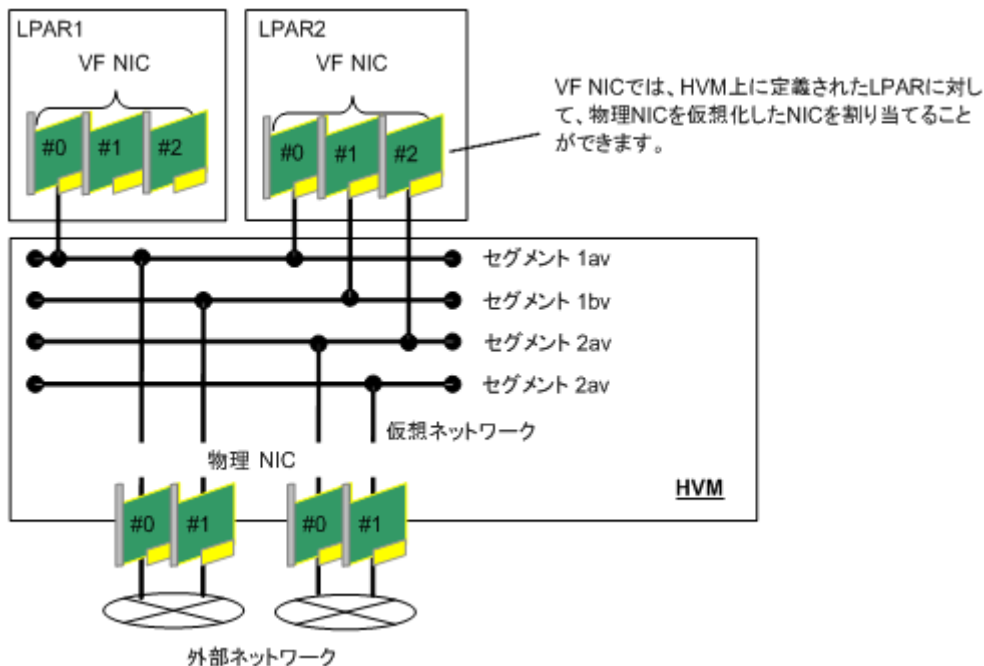 LPAR1
VF NIC
#0 #1 #2
LPAR2
VF NIC
#0 #1 #2
VF NICでは、HVM上に定義されたLPARに対し
て、物理NICを仮想化したNICを割り当てること
ができます。
セグメント 1av
セグメント 1bv
セグメント 2av
セグメント 2av
仮想ネットワーク
物理 NIC
HVM
#0 #1
#0 #1
外部ネットワーク